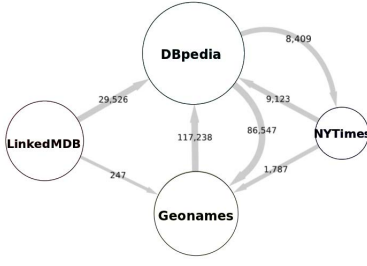 8,409
DBpedia
29,526
9,123
117,238
86,547
NYTimes
LinkedMDB
247
1,787
Geonames